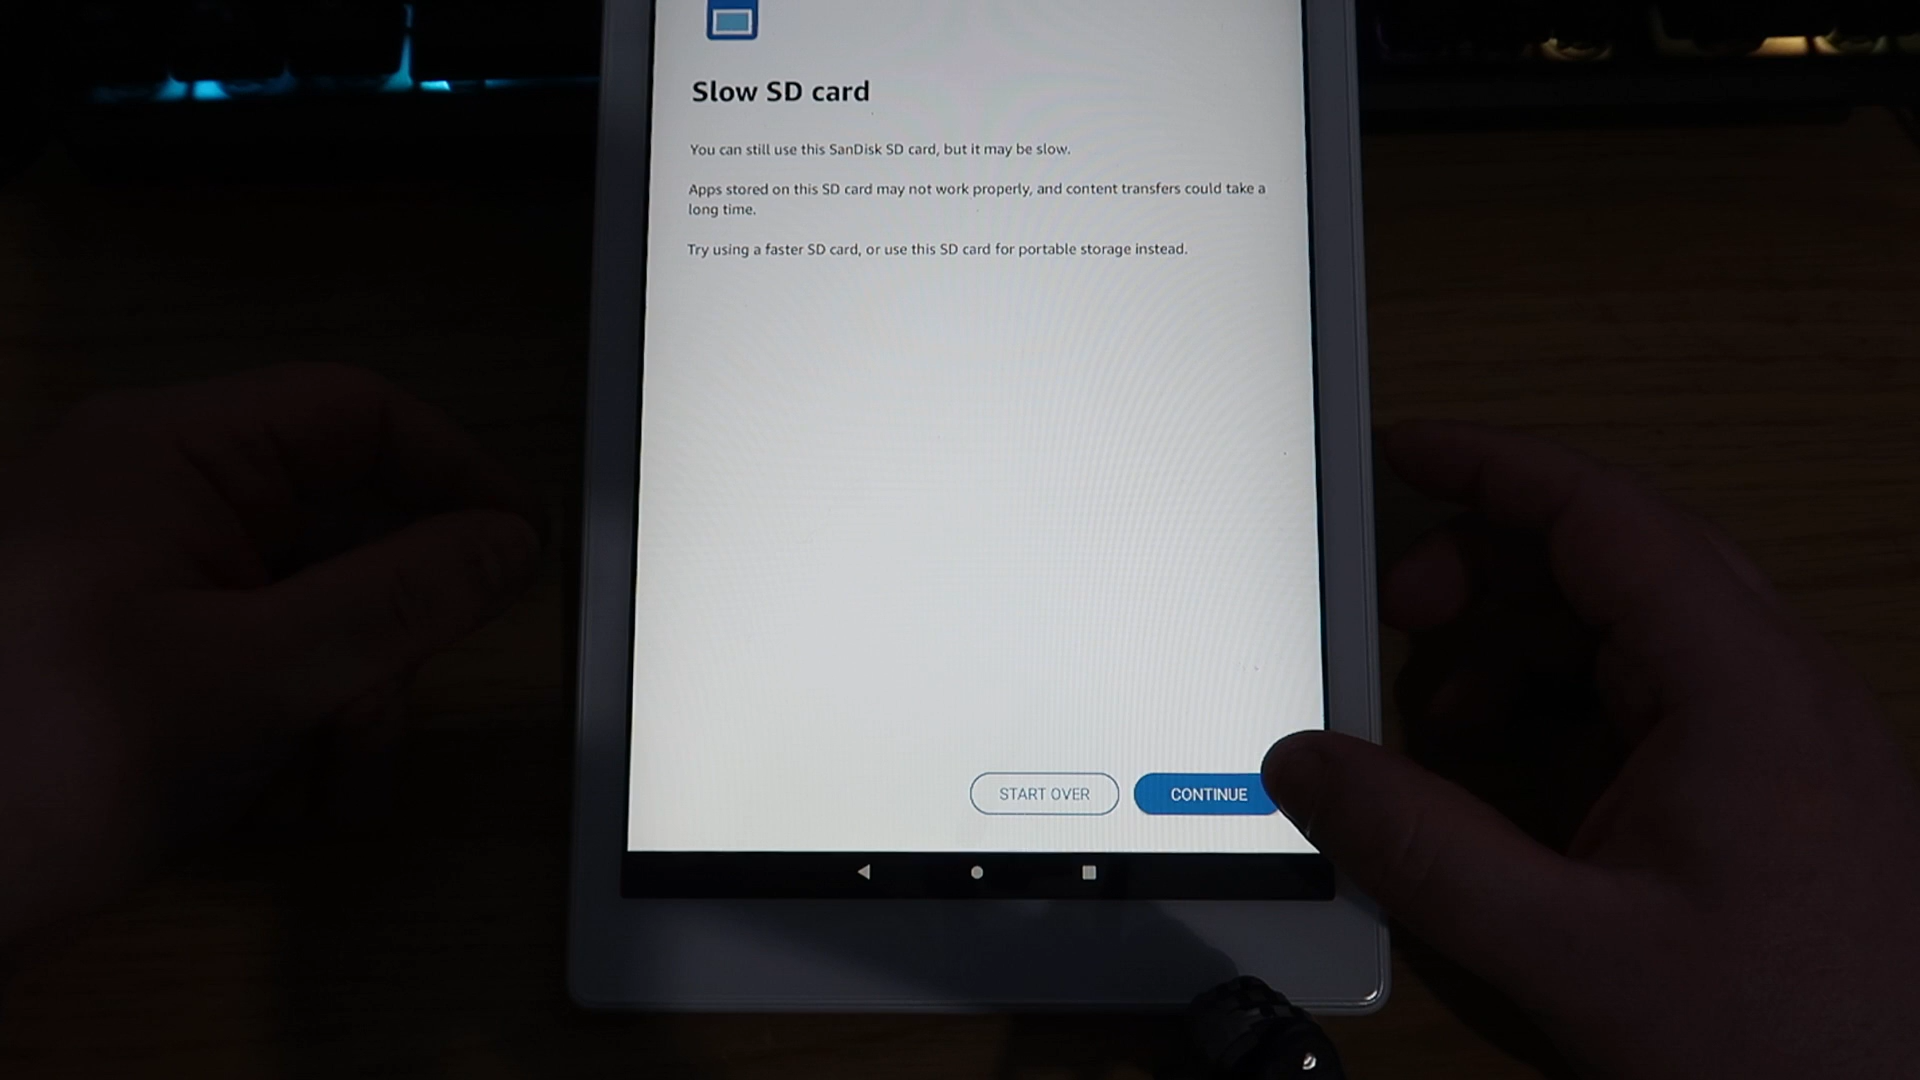 Slow SD card
You can still use this SanDisk SD card, but it may be slow.
Apps stored on this SD card may not work properly, and content transfers could take a
long time.
Try using a faster SD card, or use this SD card for portable storage instead.
START OVER
CONTINUE